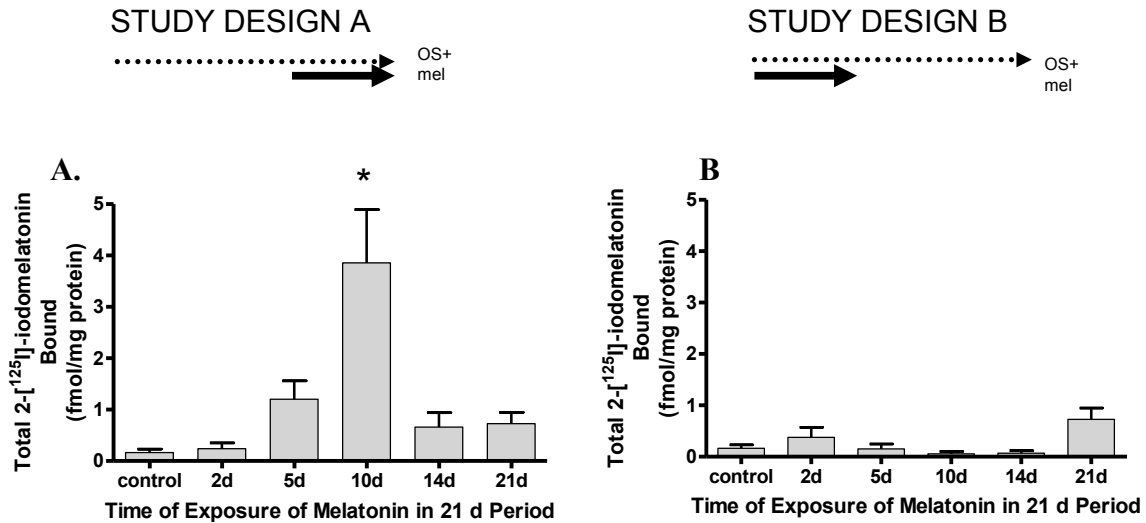 STUDY DESIGN A
OS+
mel
STUDY DESIGN B
OS+
mel
A.
*
Total 2-[¹²⁵I]-iodomelatonin
Bound
(fmol/mg protein)
5
4
3
2
1
0
control 2d 5d 10d 14d 21d
Time of Exposure of Melatonin in 21 d Period
B
Total 2-[¹²⁵I]-iodomelatonin
Bound
(fmol/mg protein)
5
4
3
2
1
0
control 2d 5d 10d 14d 21d
Time of Exposure of Melatonin in 21 d Period